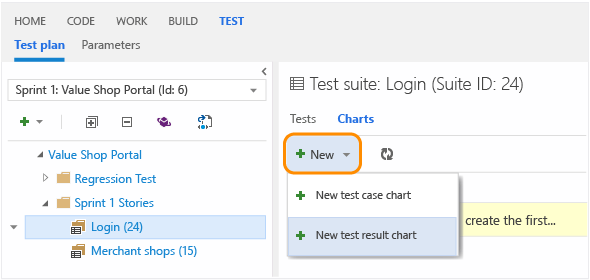 HOME CODE WORK BUILD TEST
Test plan Parameters
Sprint 1: Value Shop Portal (Id: 6)
Value Shop Portal
Regression Test
Sprint 1 Stories
Login (24)
Merchant shops (15)
Test suite: Login (Suite ID: 24)
Tests Charts
New
New test case chart
New test result chart
create the first...